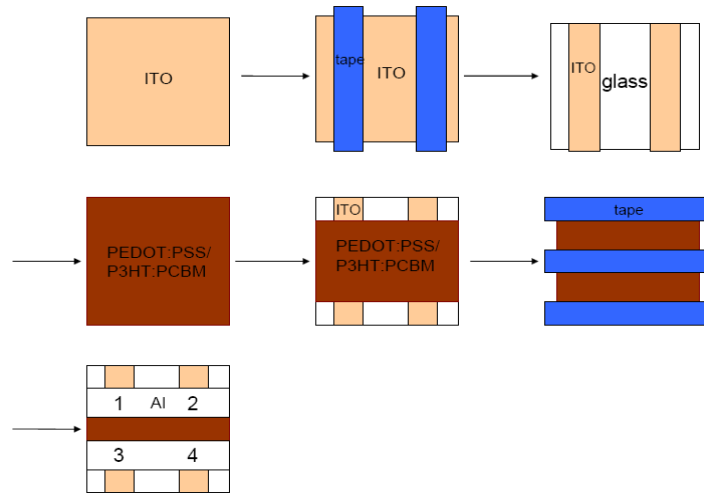 ITO
tape
ITO
ITO
glass
PEDOT:PSS/
P3HT:PCBM
ITO
PEDOT:PSS/
P3HT:PCBM
tape
1 Al 2
3 4